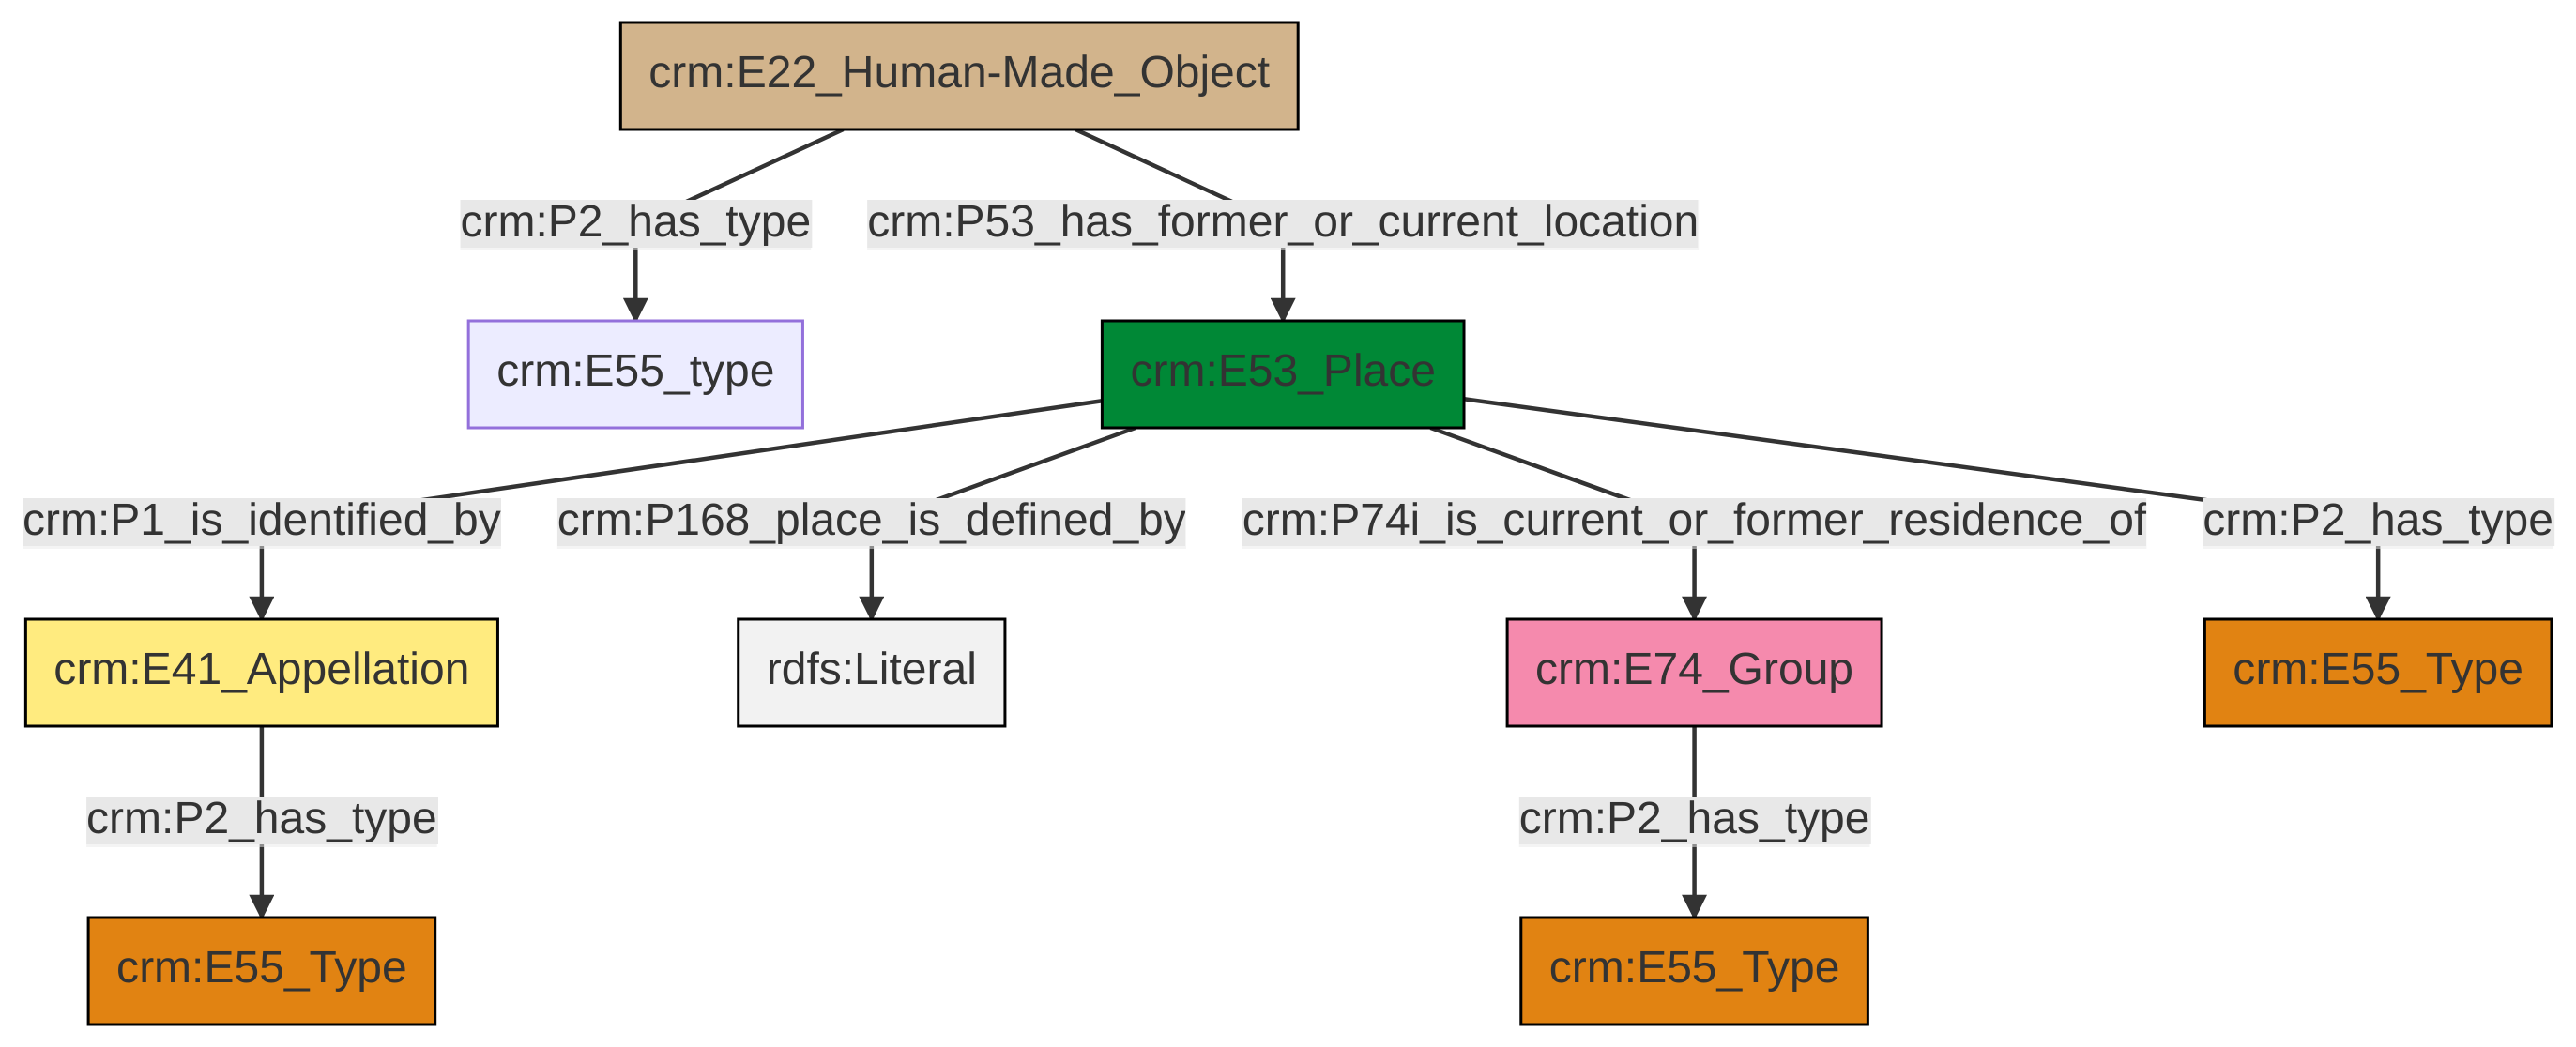 crm:E22_Human-Made_Object
crm:P2_has_type
crm:P53_has_former_or_current_location
crm:E55_type
crm:E53_Place
crm:P1_is_identified_by
crm:P168_place_is_defined_by
crm:P74i_is_current_or_former_residence_of
crm:P2_has_type
crm:E41_Appellation
rdfs:Literal
crm:E74_Group
crm:E55_Type
crm:P2_has_type
crm:P2_has_type
crm:E55_Type
crm:E55_Type